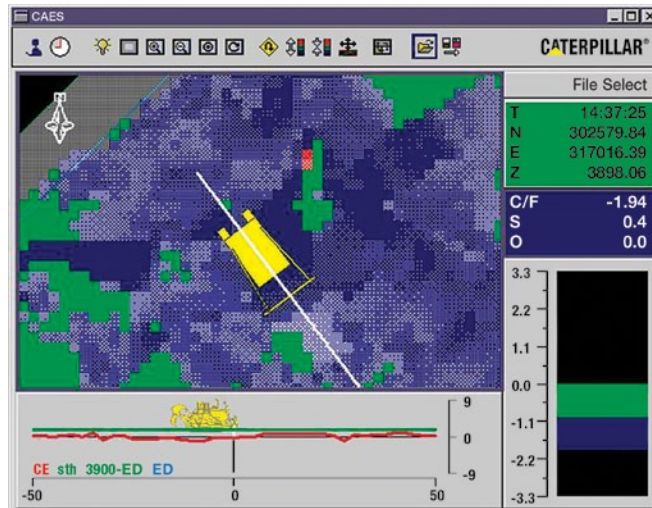 CAES
CATERPILLAR®
File Select
N
T 14:37:25
N 302579.84
E 317016.39
Z 3898.06
C/F -1.94
S 0.4
O 0.0
3.3
2.2
1.1
0.0
-1.1
-2.2
-3.3
9
0
-9
CE sth 3900-ED ED
-50 0 50